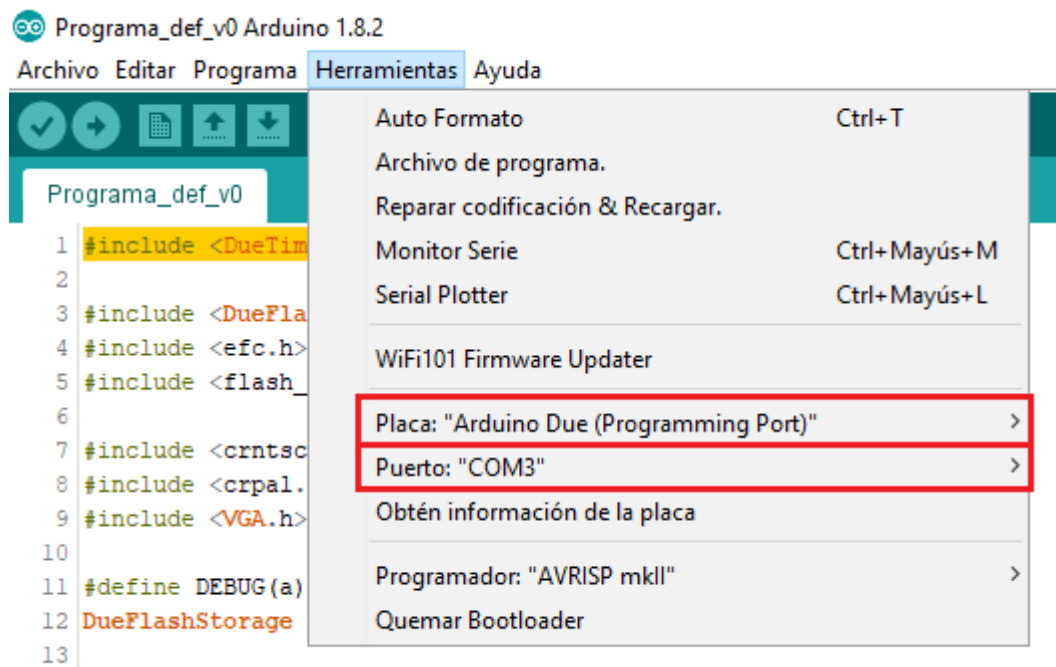 Programa_def_v0 Arduino 1.8.2
Archivo Editar Programa Herramientas Ayuda
Auto Formato Ctrl+T
Archivo de programa.
Reparar codificación & Recargar.
Monitor Serie Ctrl+Mayús+M
Serial Plotter Ctrl+Mayús+L
WiFi101 Firmware Updater
Placa: "Arduino Due (Programming Port)"
Puerto: "COM3"
Obtén información de la placa
Programador: "AVRISP mkII"
Quemar Bootloader
Programa_def_v0
1 #include <DueTim
2
3 #include <DueFla
4 #include <efc.h>
5 #include <flash_
6
7 #include <crntsc
8 #include <crpal.
9 #include <VGA.h>
10
11 #define DEBUG(a)
12 DueFlashStorage
13